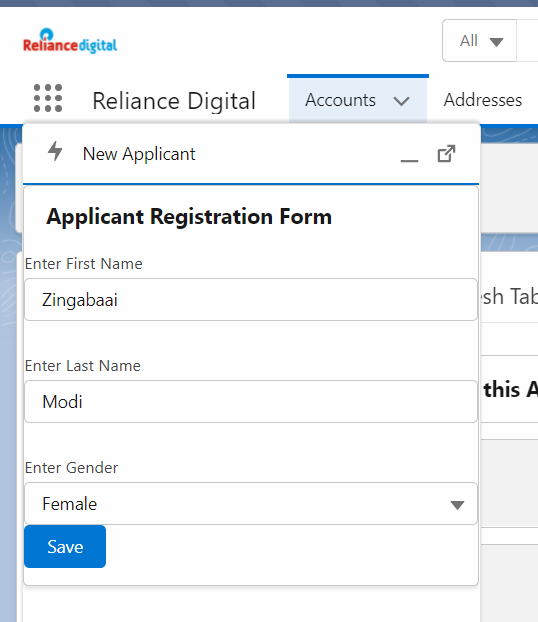 Reliance digital
All
Reliance Digital
Accounts
Addresses
New Applicant
Applicant Registration Form
Enter First Name
Zingabaai
esh Tab
Enter Last Name
this A
Modi
Enter Gender
Female
Save